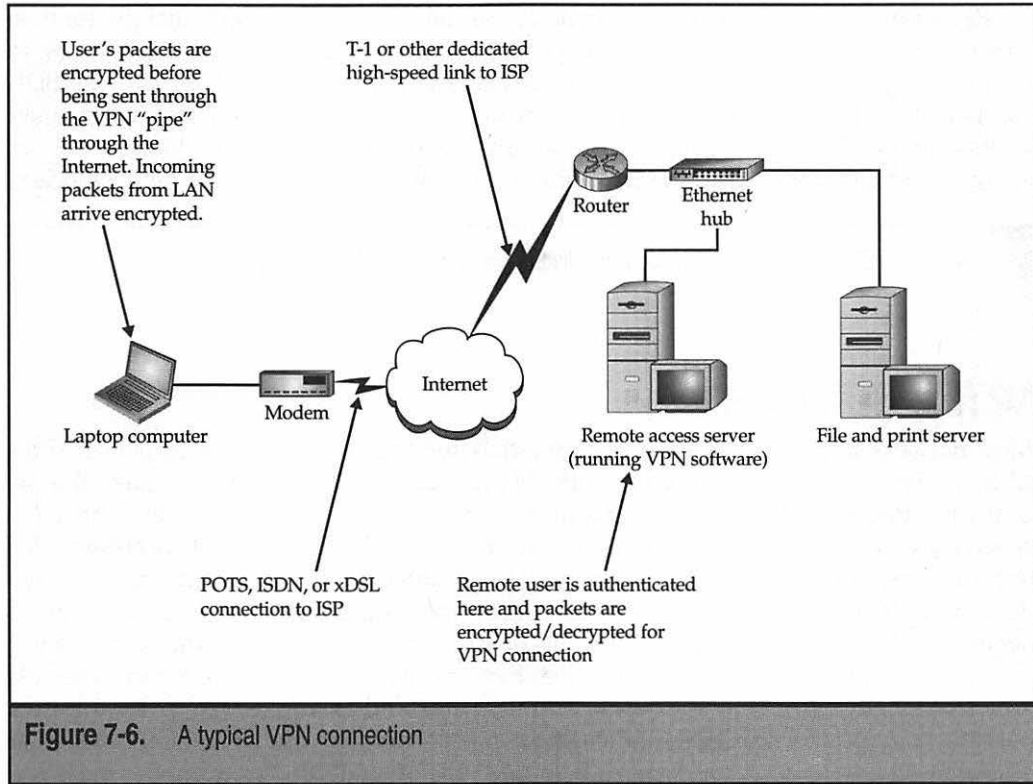 User's packets are
encrypted before
being sent through
the VPN “pipe”
through the
Internet. Incoming
packets from LAN
arrive encrypted.
T-1 or other dedicated
high-speed link to ISP
Router
Ethernet
hub
Internet
Modem
Laptop computer
Remote access server
(running VPN software)
File and print server
POTS, ISDN, or xDSL
connection to ISP
Remote user is authenticated
here and packets are
encrypted/decrypted for
VPN connection
Figure 7-6. A typical VPN connection